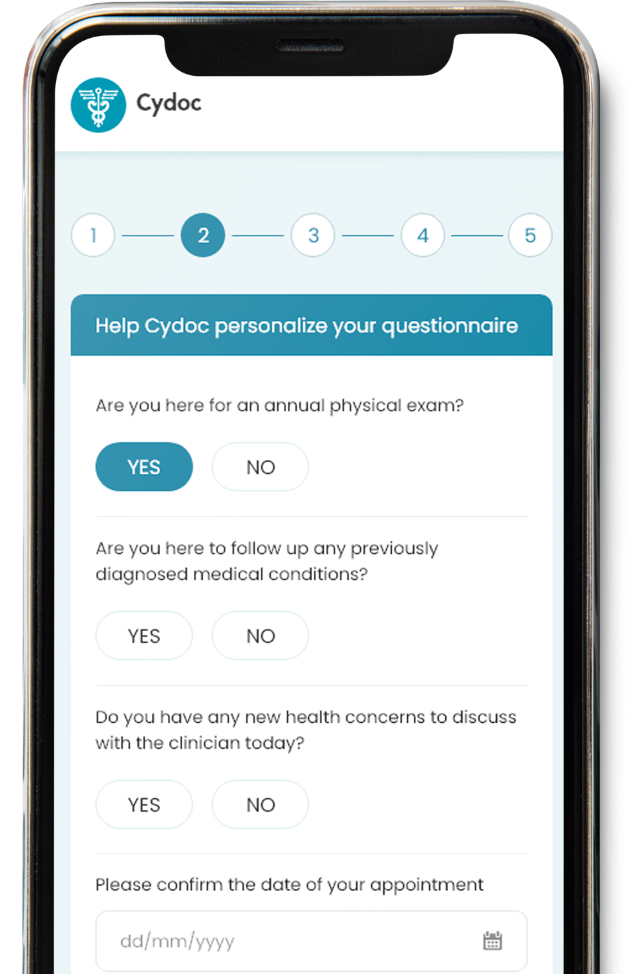 Cydoc
1 2 3 4 5
Help Cydoc personalize your questionnaire
Are you here for an annual physical exam?
YES NO
Are you here to follow up any previously
diagnosed medical conditions?
YES NO
Do you have any new health concerns to discuss
with the clinician today?
YES NO
Please confirm the date of your appointment
dd/mm/yyyy